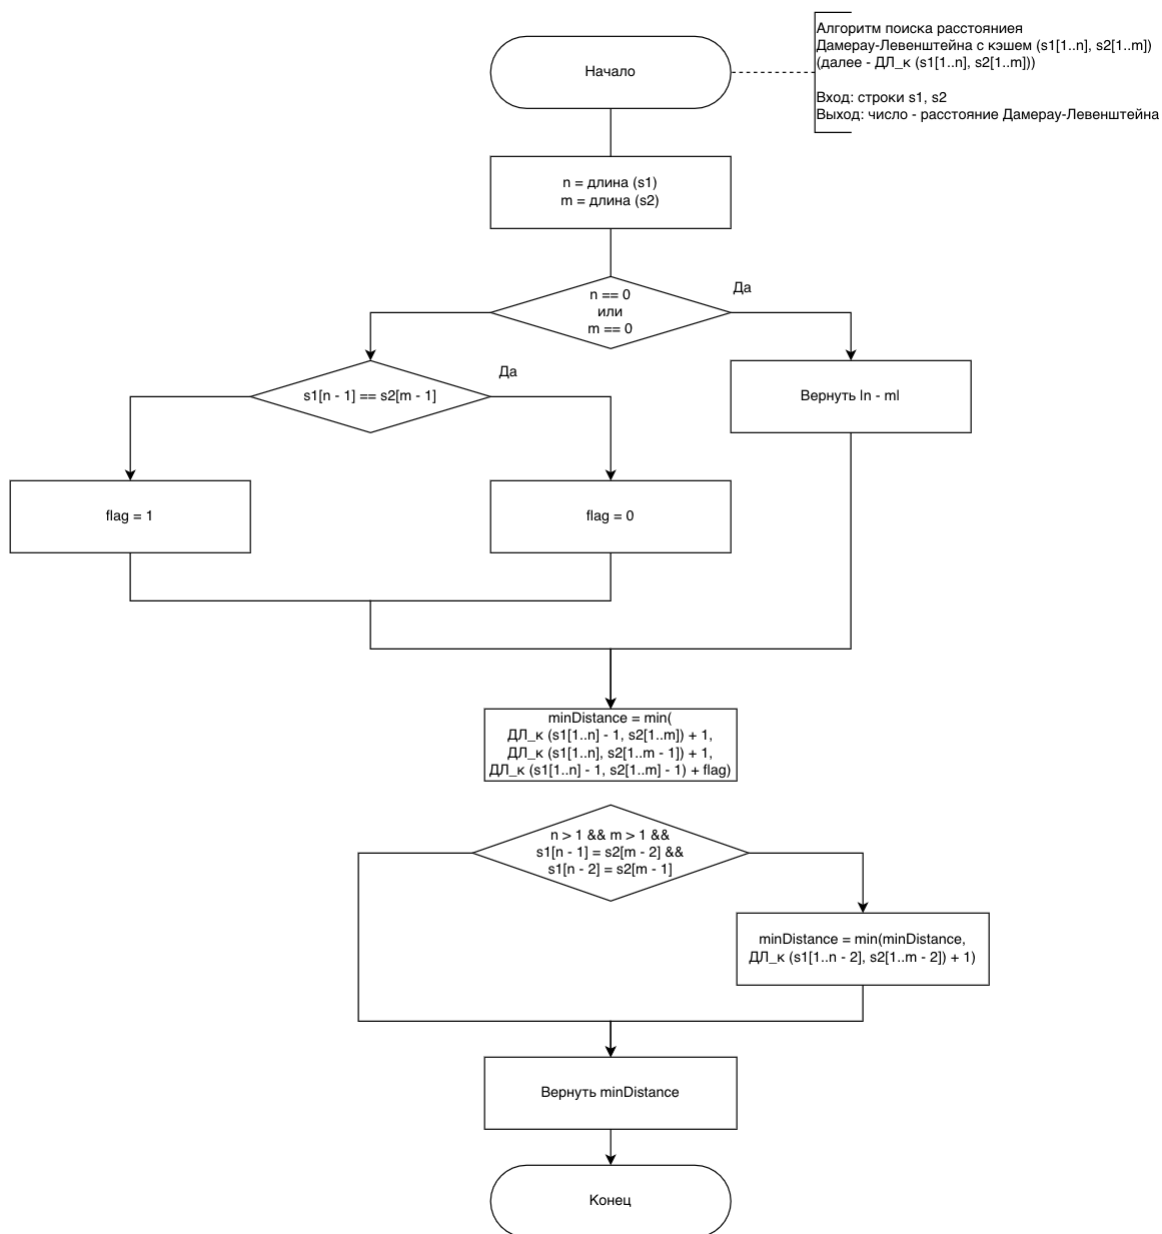 Начало
Алгоритм поиска расстояниея
Дамерау-Левенштейна с кэшем (s1[1..n], s2[1..m])
(далее - ДЛ_к (s1[1..n], s2[1..m]))
Вход: строки s1, s2
Выход: число - расстояние Дамерау-Левенштейна
n = длина (s1)
m = длина (s2)
n == 0
или
m == 0
Да
s1[n - 1] == s2[m - 1]
Да
Вернуть |n - m|
flag = 1
flag = 0
minDistance = min(
ДЛ_к (s1[1..n] - 1, s2[1..m]) + 1,
ДЛ_к (s1[1..n], s2[1..m - 1]) + 1,
ДЛ_к (s1[1..n] - 1, s2[1..m] - 1) + flag)
n > 1 && m > 1 &&
s1[n - 1] = s2[m - 2] &&
s1[n - 2] = s2[m - 1]
minDistance = min(minDistance,
ДЛ_к (s1[1..n - 2], s2[1..m - 2]) + 1)
Вернуть minDistance
Конец